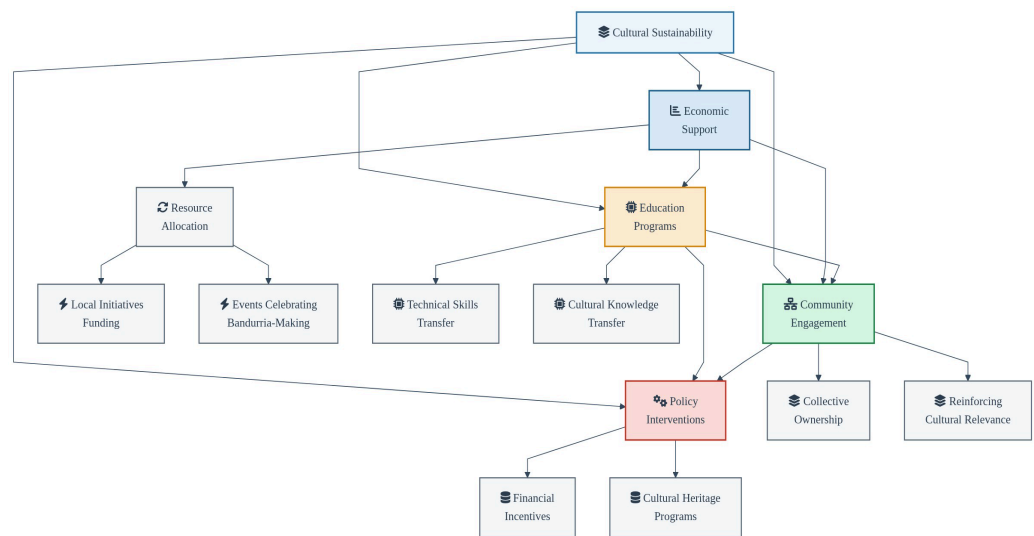 Cultural Sustainability
Economic
Support
Resource
Allocation
Education
Programs
Local Initiatives
Funding
Events Celebrating
Bandurria-Making
Technical Skills
Transfer
Cultural Knowledge
Transfer
Community
Engagement
Policy
Interventions
Collective
Ownership
Reinforcing
Cultural Relevance
Financial
Incentives
Cultural Heritage
Programs